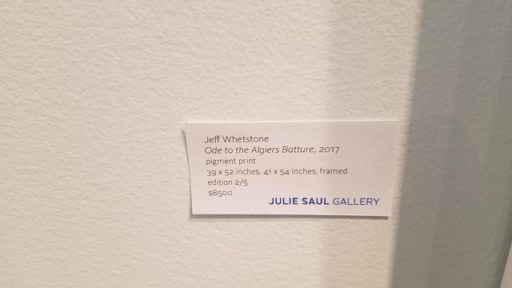 Jeff Whetstone
Ode to the Algiers Batture, 2017
pigment print
39 x 52 inches, 41 x 54 inches, framed
edition 2/5
$8500
JULIE SAUL GALLERY